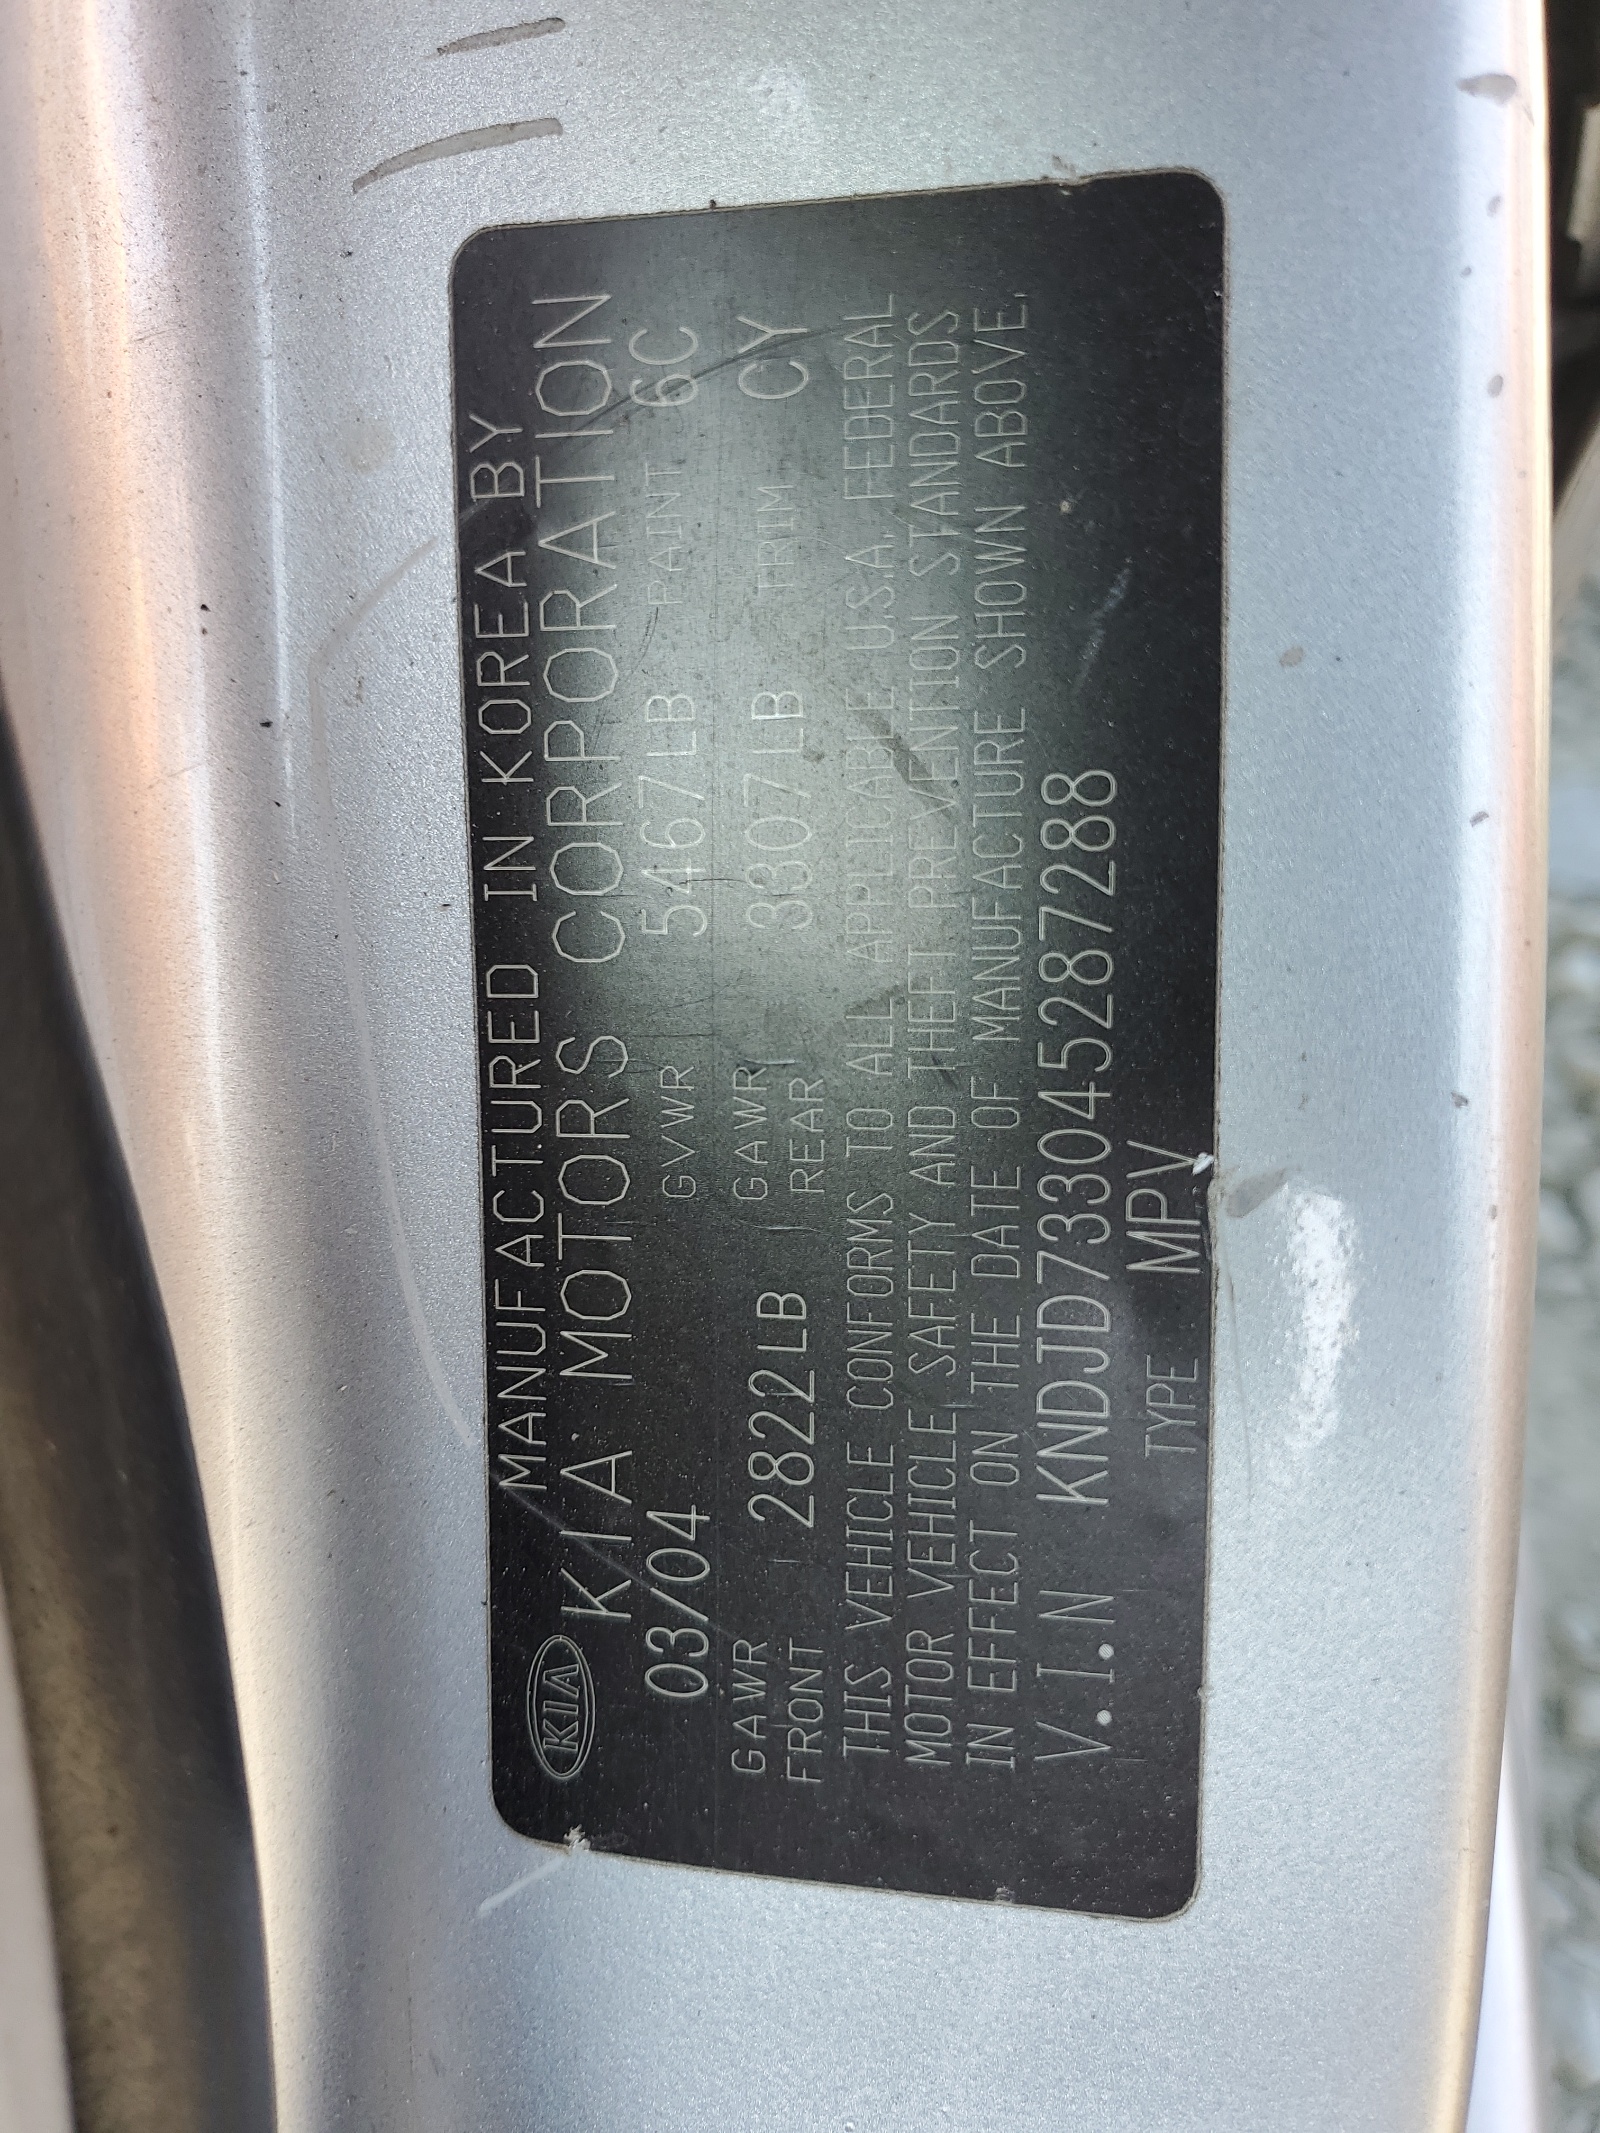 MANUFACTURED IN KOREA BY
KIA KIA MOTORS CORPORATION
03/04 GVWR 5467LB PAINT 6C
GAWR FRONT 2822LB GAWR REAR 3307LB TRIM CY
THIS VEHICLE CONFORMS TO ALL APPLICABLE U.S.A. FEDERAL
MOTOR VEHICLE SAFETY AND THEFT PREVENTION STANDARDS
IN EFFECT ON THE DATE OF MANUFACTURE SHOWN ABOVE.
V.I.N KNDJD733045287288
TYPE MPV